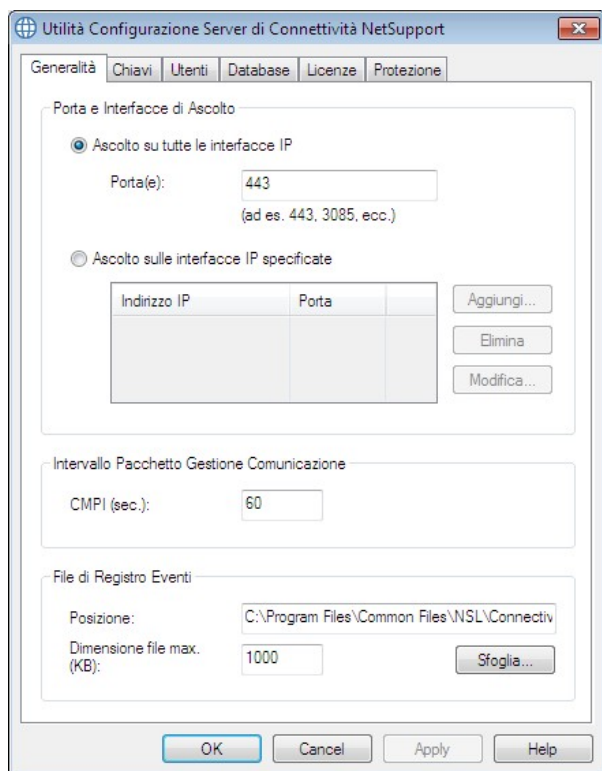 Utilità Configurazione Server di Connettività NetSupport
Generalità Chiavi Utenti Database Licenze Protezione
Porta e Interfacce di Ascolto
Ascolto su tutte le interfacce IP
Porta(e): 443
(ad es. 443, 3085, ecc.)
Ascolto sulle interfacce IP specificate
Indirizzo IP Porta
Aggiungi...
Elimina
Modifica...
Intervallo Pacchetto Gestione Comunicazione
CMPI (sec.): 60
File di Registro Eventi
Posizione: C:\Program Files\Common Files\NSL\Connectiv
Dimensione file max.
(KB): 1000 Sfoglia...
OK Cancel Apply Help